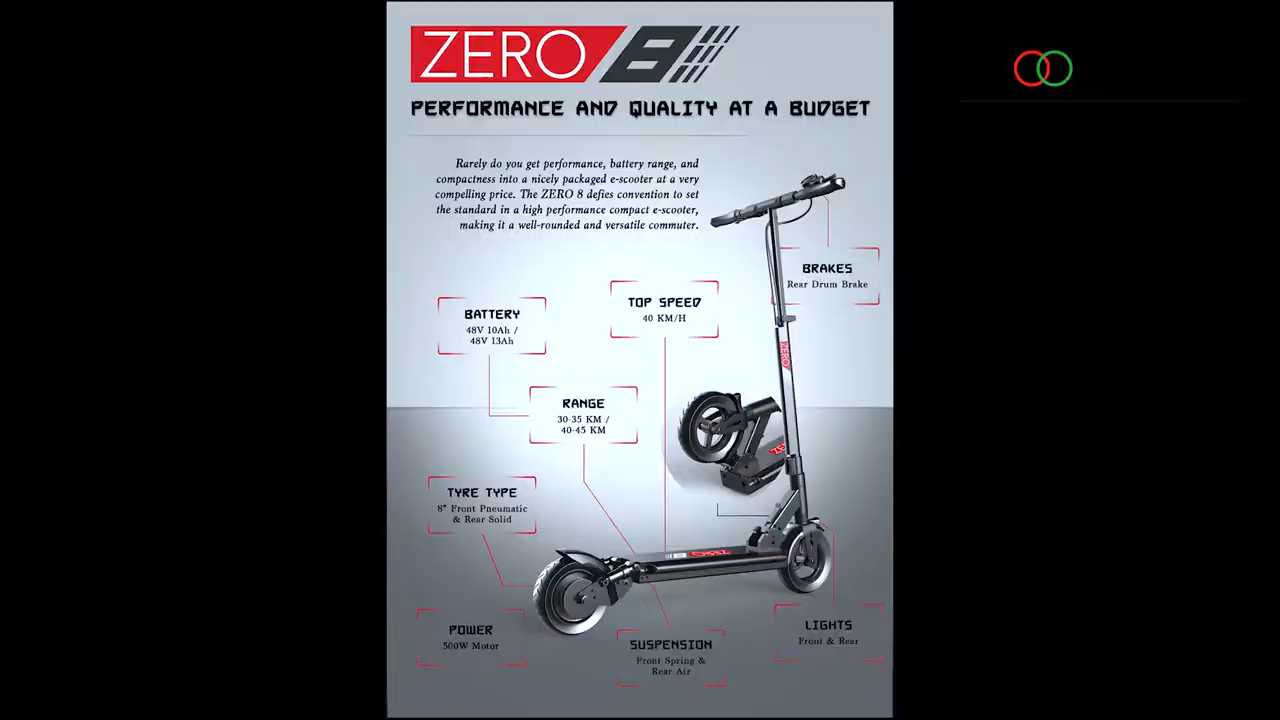 ZERO 8
PERFORMANCE AND QUALITY AT A BUDGET
Rarely do you get performance, battery range, and
compactness into a nicely packaged e-scooter at a very
compelling price. The ZERO 8 defies convention to set
the standard in a high performance compact e-scooter,
making it a well-rounded and versatile commuter.
BRAKES
Rear Drum Brake
TOP SPEED
40 KM/H
BATTERY
48V 10Ah /
48V 13Ah
ZERO
RANGE
30-35 KM /
40-45 KM
TYRE TYPE
8" Front Pneumatic
& Rear Solid
ZERO
POWER
500W Motor
SUSPENSION
Front Spring &
Rear Air
LIGHTS
Front & Rear